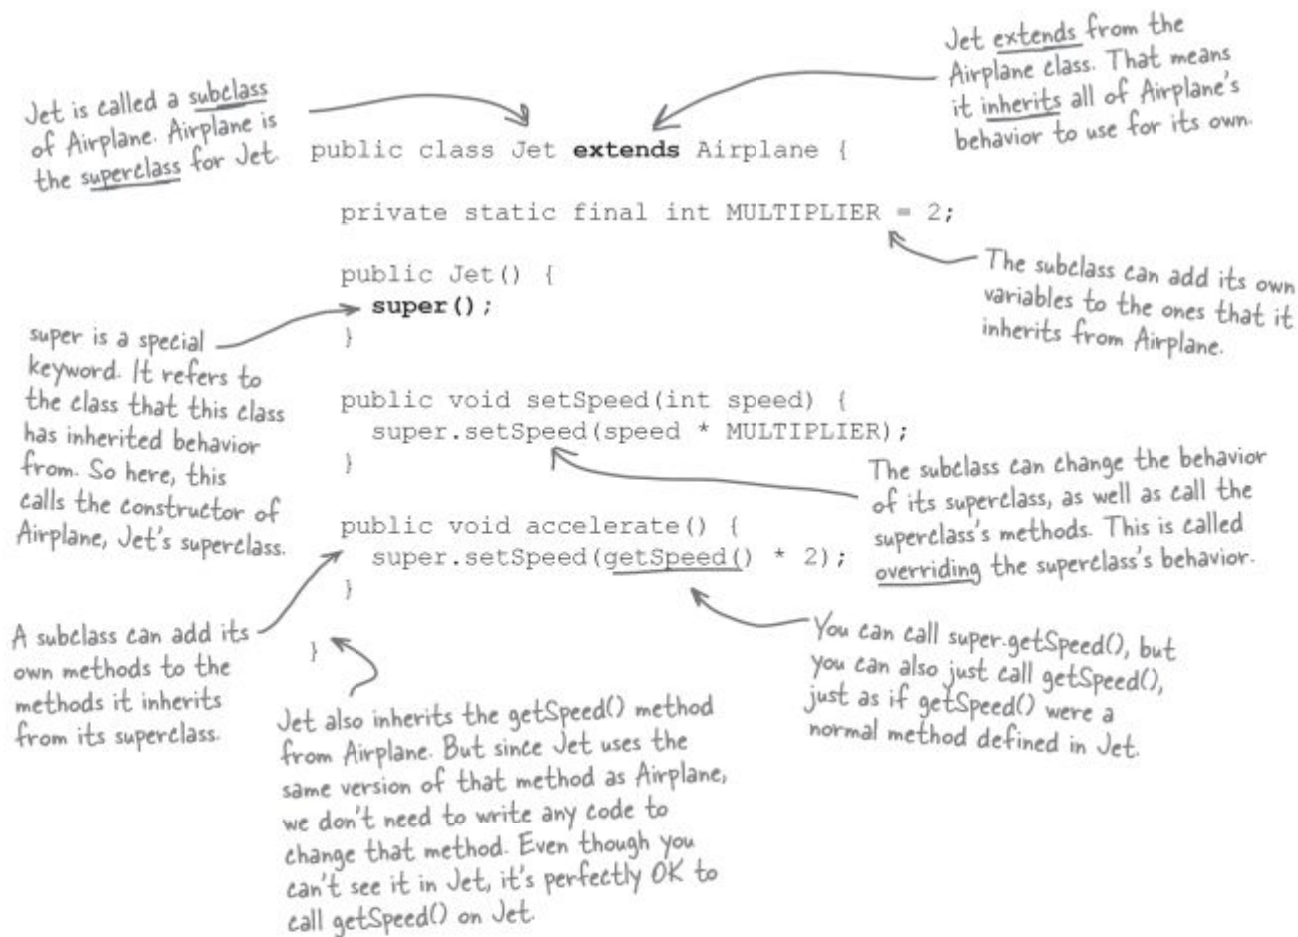 Jet extends from the
Airplane class. That means
it inherits all of Airplane's
behavior to use for its own.
Jet is called a subclass
of Airplane. Airplane is
the superclass for Jet.
public class Jet extends Airplane {
private static final int MULTIPLIER = 2;
The subclass can add its own
variables to the ones that it
inherits from Airplane.
public Jet() {
super();
}
super is a special
keyword. It refers to
the class that this class
has inherited behavior
from. So here, this
calls the constructor of
Airplane, Jet's superclass.
public void setSpeed(int speed) {
super.setSpeed(speed * MULTIPLIER);
}
The subclass can change the behavior
of its superclass, as well as call the
superclass's methods. This is called
overriding the superclass's behavior.
public void accelerate() {
super.setSpeed(getSpeed() * 2);
}
You can call super.getSpeed(), but
you can also just call getSpeed(),
just as if getSpeed() were a
normal method defined in Jet.
A subclass can add its
own methods to the
methods it inherits
from its superclass.
}
Jet also inherits the getSpeed() method
from Airplane. But since Jet uses the
same version of that method as Airplane,
we don't need to write any code to
change that method. Even though you
can't see it in Jet, it's perfectly OK to
call getSpeed() on Jet.